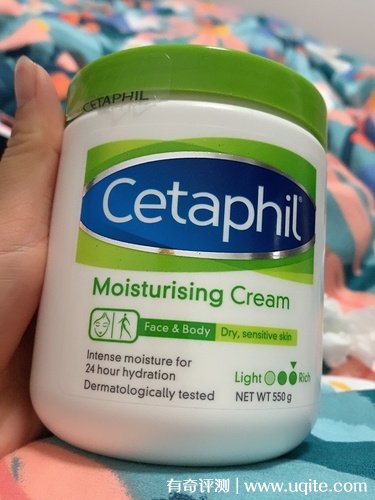 CETAPHIL
Cetaphil®
Moisturising Cream
Face & Body
Dry, sensitive skin
Intense moisture for
24 hour hydration
Dermatologically tested
Light Rich
NET WT 550 g
有奇评测 | www.uqite.com